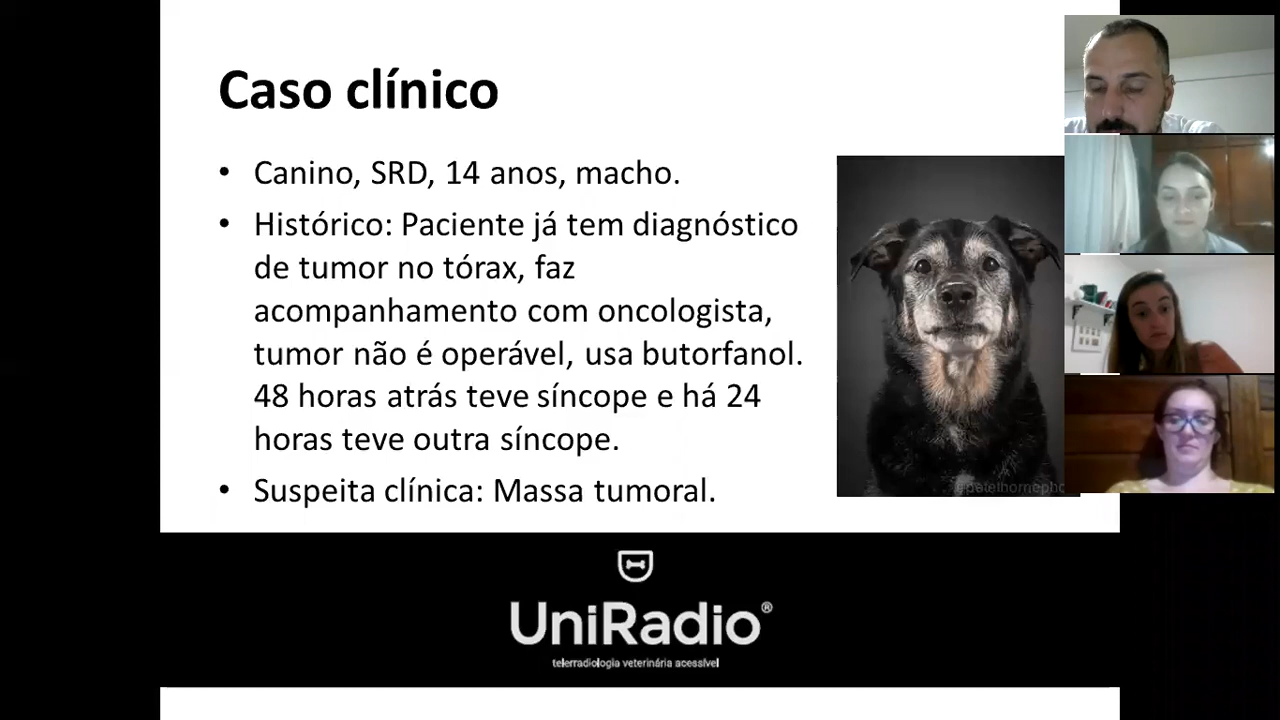 Caso clínico
• Canino, SRD, 14 anos, macho.
• Histórico: Paciente já tem diagnóstico
de tumor no tórax, faz
acompanhamento com oncologista,
tumor não é operável, usa butorfanol.
48 horas atrás teve síncope e há 24
horas teve outra síncope.
• Suspeita clínica: Massa tumoral.
UniRadio®
telerradiologia veterinária acessível